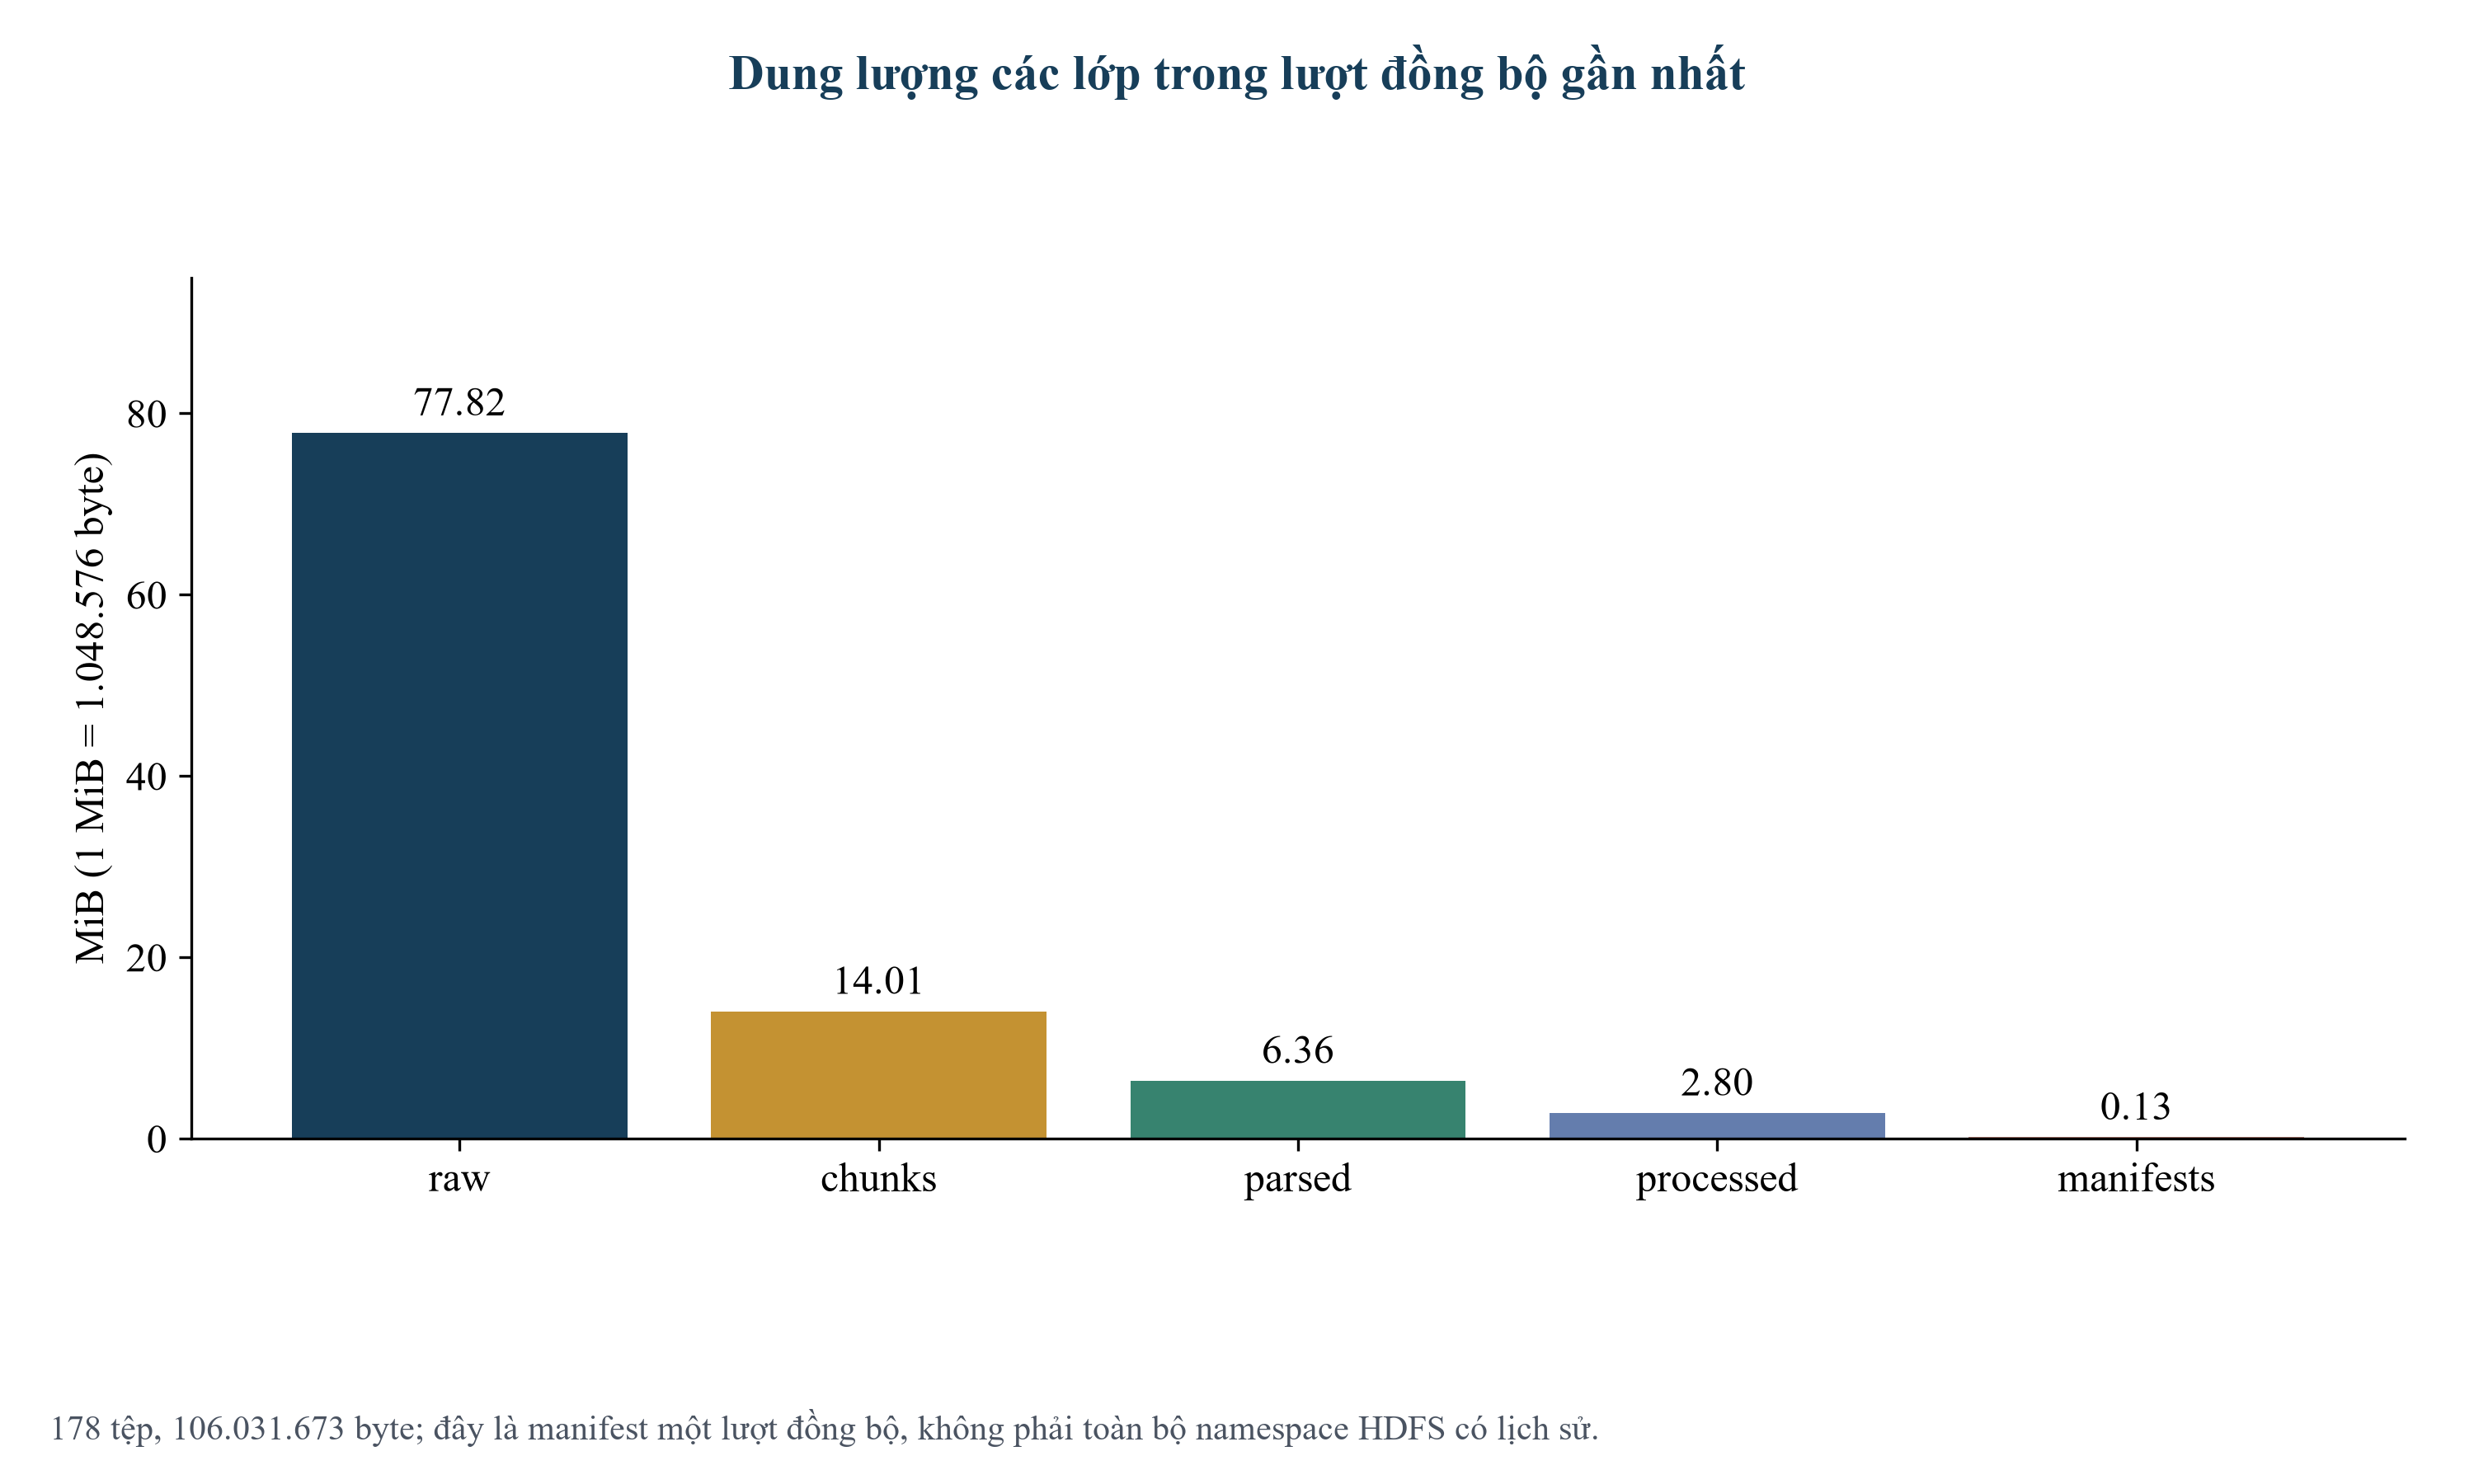 Dung lượng các lớp trong lượt đồng bộ gần nhất
MiB (1 MiB = 1.048.576 byte)
80
60
40
20
0
77.82
14.01
6.36
2.80
0.13
raw
chunks
parsed
processed
manifests
178 tệp, 106.031.673 byte; đây là manifest một lượt đồng bộ, không phải toàn bộ namespace HDFS có lịch sử.